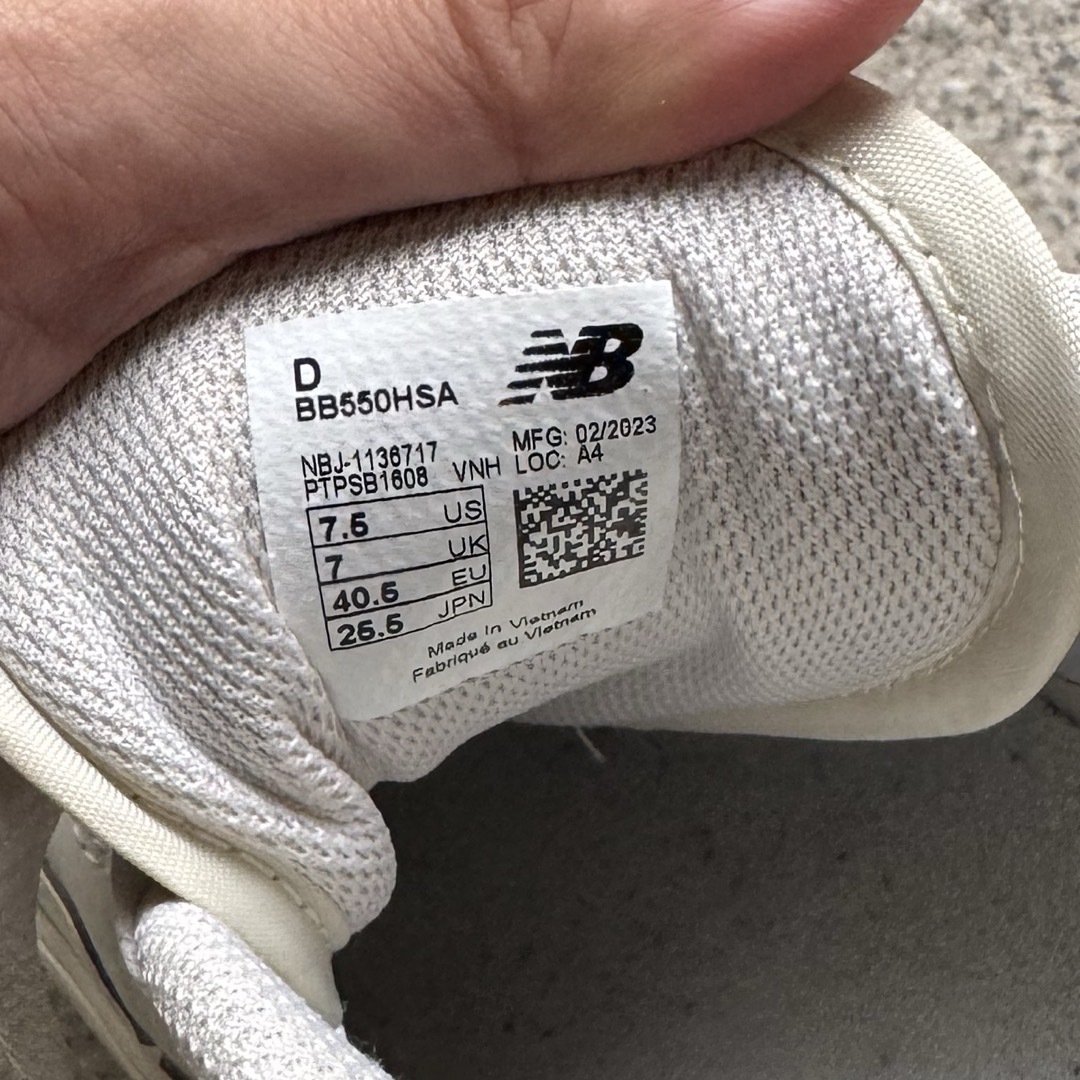 D
NB
BB550HSA
NBJ-1136717
MFG: 02/2023
PTPSB1608 VNH LOC: A4
7.5 US
7 UK
40.5 EU
25.5 JPN
Made in Vietnam
Fabriqué au Vietnam